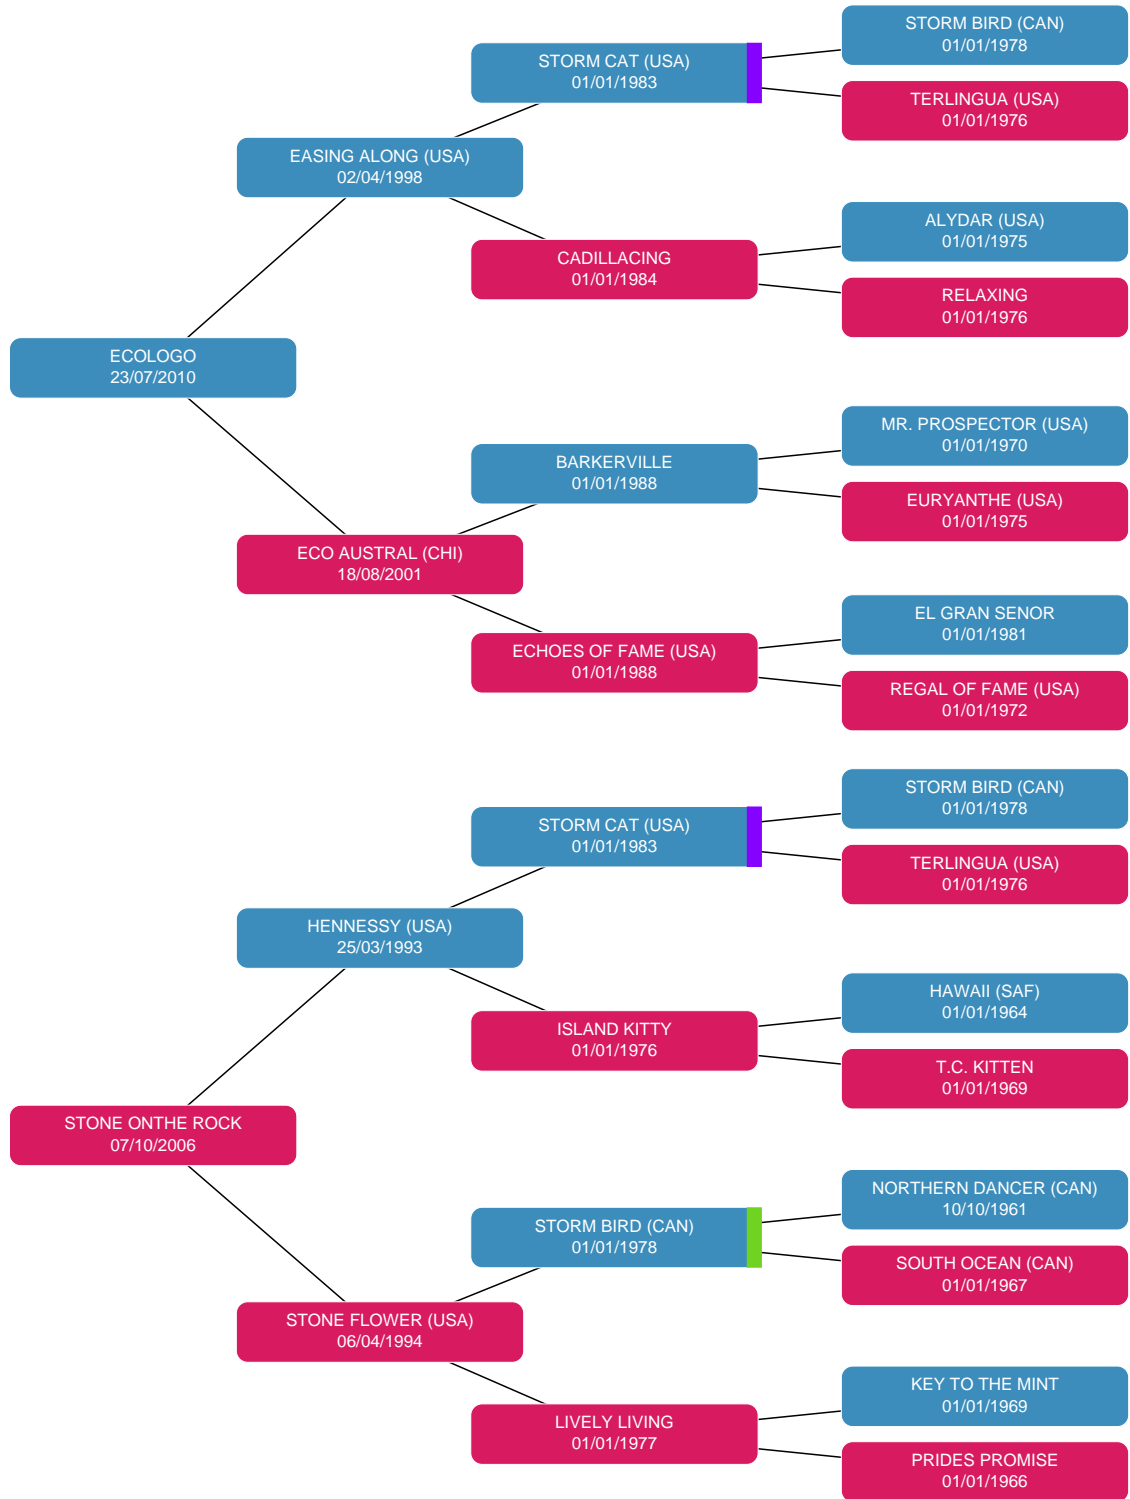 STORM BIRD (CAN)
01/01/1978
STORM CAT (USA)
01/01/1983
TERLINGUA (USA)
01/01/1976
EASING ALONG (USA)
02/04/1998
ALYDAR (USA)
01/01/1975
CADILLACING
01/01/1984
RELAXING
01/01/1976
ECOLOGO
23/07/2010
MR. PROSPECTOR (USA)
01/01/1970
BARKERVILLE
01/01/1988
EURYANTHE (USA)
01/01/1975
ECO AUSTRAL (CHI)
18/08/2001
EL GRAN SENOR
01/01/1981
ECHOES OF FAME (USA)
01/01/1988
REGAL OF FAME (USA)
01/01/1972
STORM BIRD (CAN)
01/01/1978
STORM CAT (USA)
01/01/1983
TERLINGUA (USA)
01/01/1976
HENNESSY (USA)
25/03/1993
HAWAII (SAF)
01/01/1964
ISLAND KITTY
01/01/1976
T.C. KITTEN
01/01/1969
STONE ONTHE ROCK
07/10/2006
NORTHERN DANCER (CAN)
10/10/1961
STORM BIRD (CAN)
01/01/1978
SOUTH OCEAN (CAN)
01/01/1967
STONE FLOWER (USA)
06/04/1994
KEY TO THE MINT
01/01/1969
LIVELY LIVING
01/01/1977
PRIDES PROMISE
01/01/1966